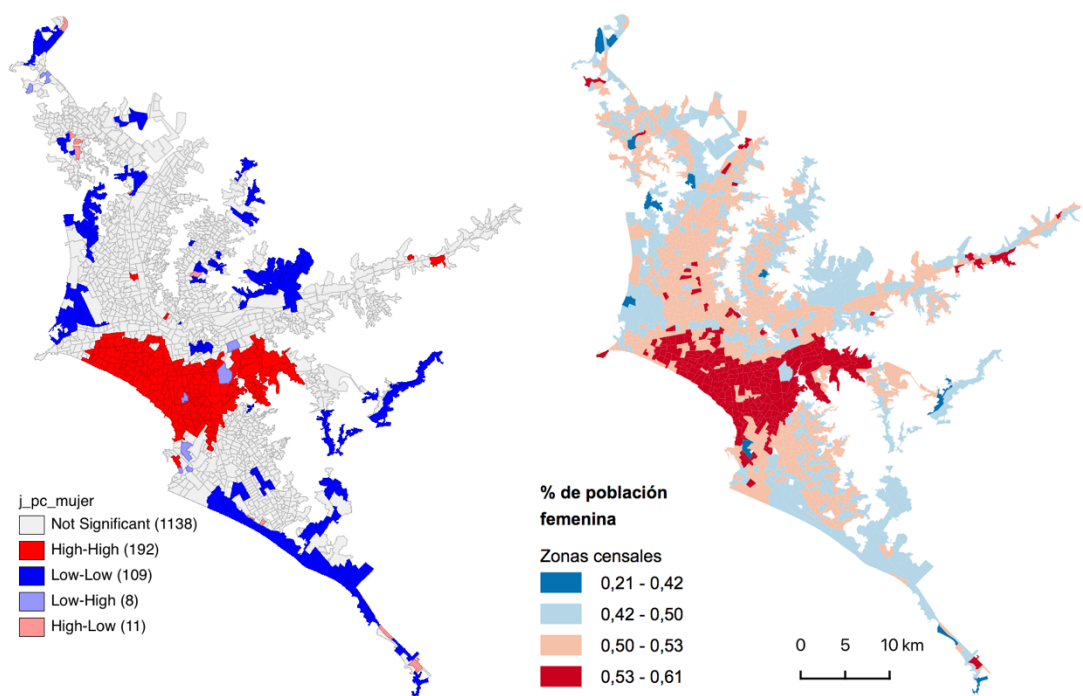 j_pc_mujer
Not Significant (1138)
High-High (192)
Low-Low (109)
Low-High (8)
High-Low (11)
% de población
femenina
Zonas censales
0,21 - 0,42
0,42 - 0,50
0,50 - 0,53
0,53 - 0,61
0 5 10 km